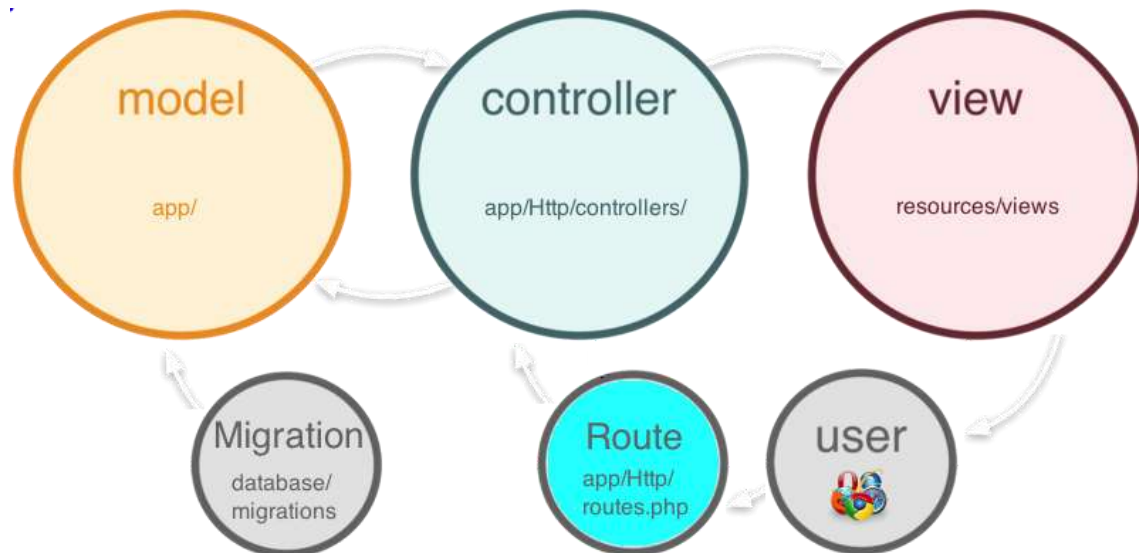 model
controller
view
app/
app/Http/controllers/
resources/views
Migration
database/
migrations
Route
app/Http/
routes.php
user